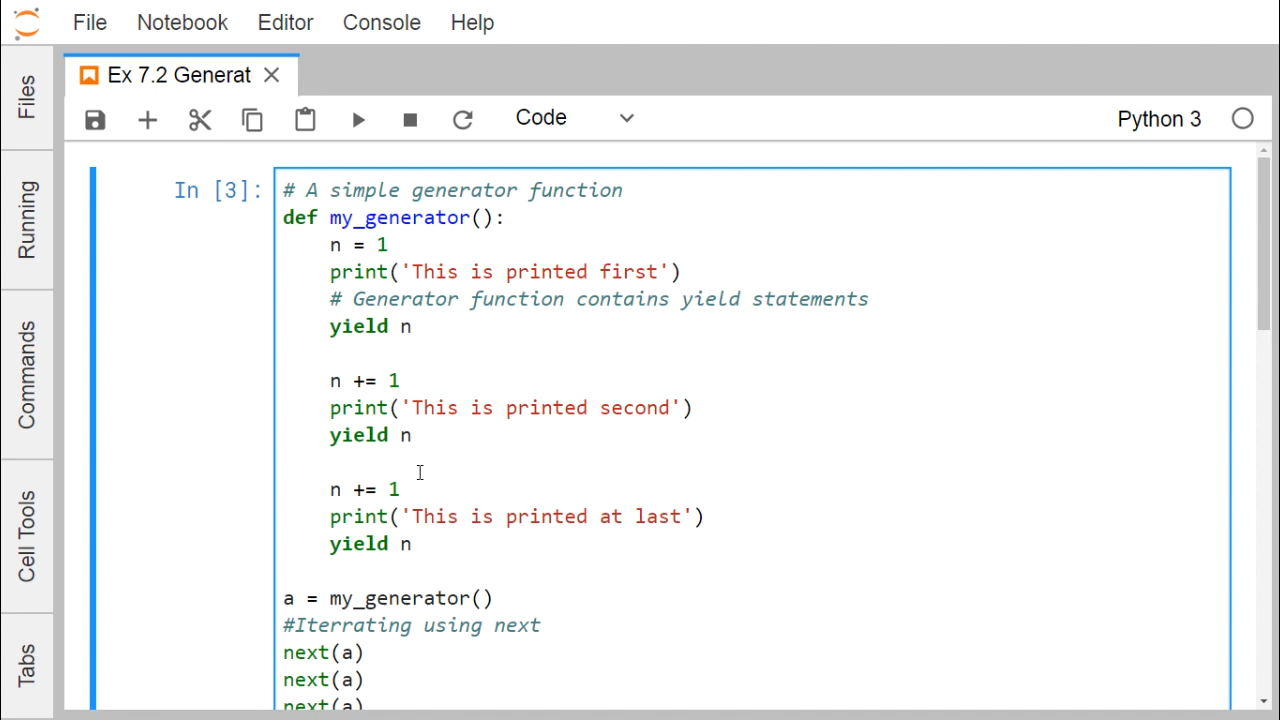 File Notebook Editor Console Help
Files
Running
Commands
Cell Tools
Tabs
Ex 7.2 Generat
Code
Python 3
In [3]:
# A simple generator function
def my_generator():
    n = 1
    print('This is printed first')
    # Generator function contains yield statements
    yield n
    n += 1
    print('This is printed second')
    yield n
    n += 1
    print('This is printed at last')
    yield n
a = my_generator()
#Iterrating using next
next(a)
next(a)
next(a)